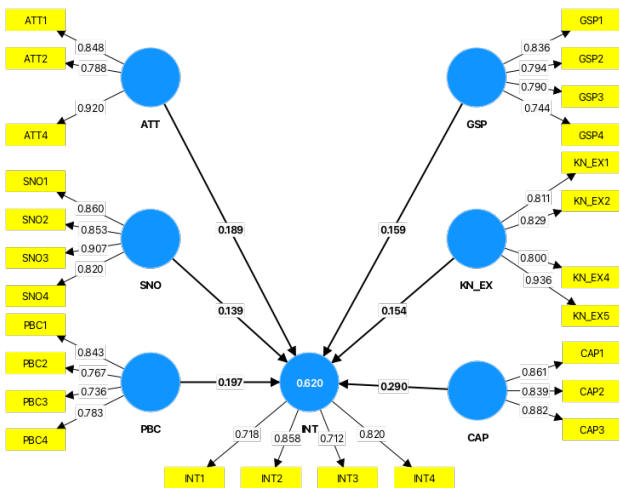 ATT1
ATT2
ATT4
0.848
0.788
0.920
ATT
GSP1
GSP2
GSP3
GSP4
0.836
0.794
0.790
0.744
GSP
SNO1
SNO2
SNO3
SNO4
0.860
0.853
0.907
0.820
SNO
KN_EX1
KN_EX2
KN_EX4
KN_EX5
0.811
0.829
0.800
0.936
KN_EX
0.189
0.159
0.139
0.154
PBC1
PBC2
PBC3
PBC4
0.843
0.767
0.736
0.783
PBC
0.197
0.620
INT
0.290
CAP1
CAP2
CAP3
0.861
0.839
0.882
CAP
0.718
0.858
0.712
0.820
INT1
INT2
INT3
INT4